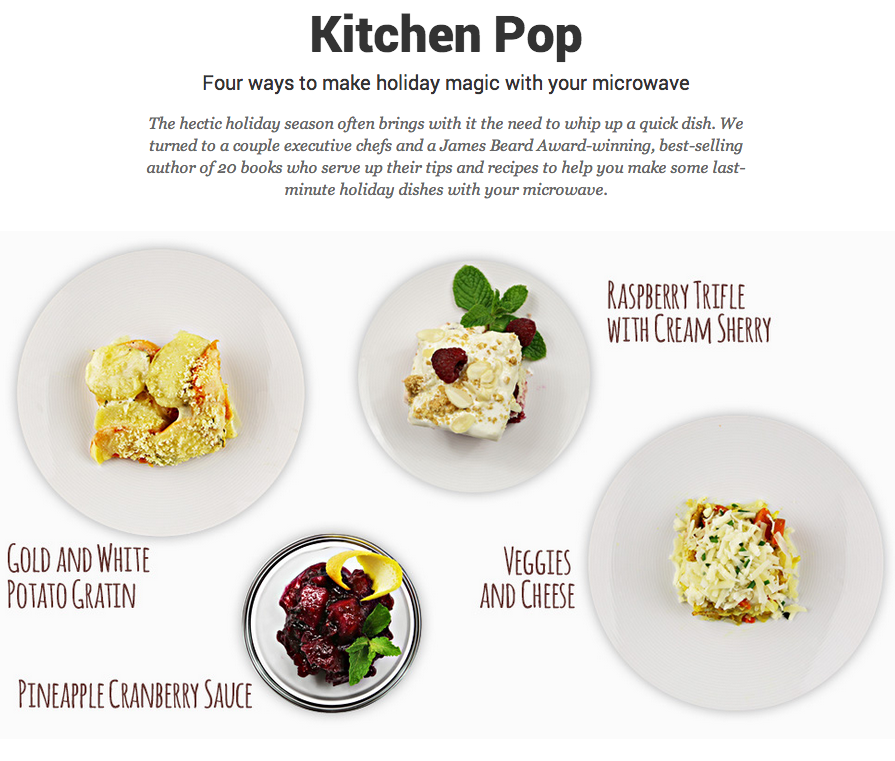 Kitchen Pop
Four ways to make holiday magic with your microwave
The hectic holiday season often brings with it the need to whip up a quick dish. We
turned to a couple executive chefs and a James Beard Award-winning, best-selling
author of 20 books who serve up their tips and recipes to help you make some last-
minute holiday dishes with your microwave.
Raspberry Trifle
with Cream Sherry
Gold and White
Potato Gratin
Veggies
and Cheese
Pineapple Cranberry Sauce